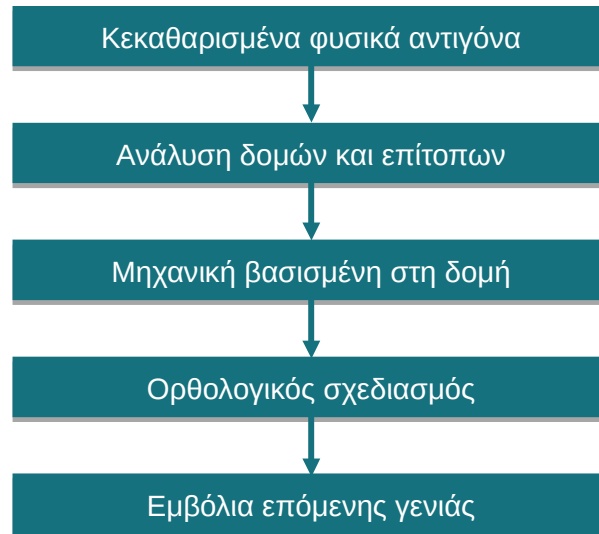 Κεκαθαρισμένα φυσικά αντιγόνα
Ανάλυση δομών και επίτοπων
Μηχανική βασισμένη στη δομή
Ορθολογικός σχεδιασμός
Εμβόλια επόμενης γενιάς